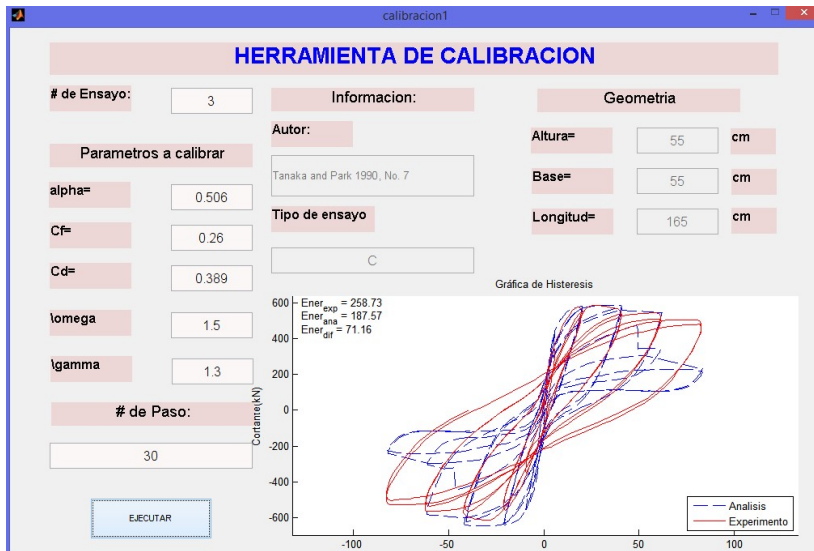 calibracion1
HERRAMIENTA DE CALIBRACION
# de Ensayo:
3
Parametros a calibrar
alpha=
0.506
Cf=
0.26
Cd=
0.389
\omega
1.5
\gamma
1.3
# de Paso:
30
EJECUTAR
Informacion:
Autor:
Tanaka and Park 1990, No. 7
Tipo de ensayo
C
Geometria
Altura=
55
cm
Base=
55
cm
Longitud=
165
cm
Gráfica de Histeresis
Ener_exp = 258.73
Ener_ana = 187.57
Ener_dif = 71.16
Cortante(kN)
600
400
200
0
-200
-400
-600
-100
-50
0
50
100
Analisis
Experimento